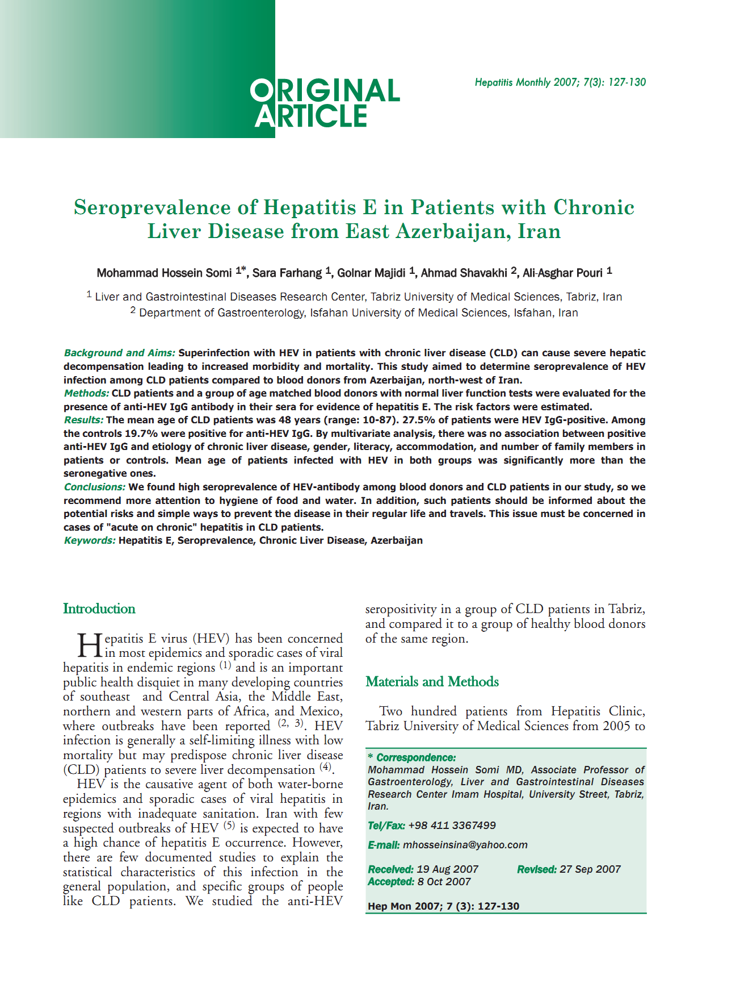 ORIGINAL
ARTICLE
Hepatitis Monthly 2007; 7(3): 127-130
Seroprevalence of Hepatitis E in Patients with Chronic
Liver Disease from East Azerbaijan, Iran
Mohammad Hossein Somi 1*, Sara Farhang 1, Golnar Majidi 1, Ahmad Shavakhi 2, Ali-Asghar Pouri 1
1 Liver and Gastrointestinal Diseases Research Center, Tabriz University of Medical Sciences, Tabriz, Iran
2 Department of Gastroenterology, Isfahan University of Medical Sciences, Isfahan, Iran
Background and Aims: Superinfection with HEV in patients with chronic liver disease (CLD) can cause severe hepatic
decompensation leading to increased morbidity and mortality. This study aimed to determine seroprevalence of HEV
infection among CLD patients compared to blood donors from Azerbaijan, north-west of Iran.
Methods: CLD patients and a group of age matched blood donors with normal liver function tests were evaluated for the
presence of anti-HEV IgG antibody in their sera for evidence of hepatitis E. The risk factors were estimated.
Results: The mean age of CLD patients was 48 years (range: 10-87). 27.5% of patients were HEV IgG-positive. Among
the controls 19.7% were positive for anti-HEV IgG. By multivariate analysis, there was no association between positive
anti-HEV IgG and etiology of chronic liver disease, gender, literacy, accommodation, and number of family members in
patients or controls. Mean age of patients infected with HEV in both groups was significantly more than the
seronegative ones.
Conclusions: We found high seroprevalence of HEV-antibody among blood donors and CLD patients in our study, so we
recommend more attention to hygiene of food and water. In addition, such patients should be informed about the
potential risks and simple ways to prevent the disease in their regular life and travels. This issue must be concerned in
cases of "acute on chronic" hepatitis in CLD patients.
Keywords: Hepatitis E, Seroprevalence, Chronic Liver Disease, Azerbaijan
Introduction
Hepatitis E virus (HEV) has been concerned
in most epidemics and sporadic cases of viral
hepatitis in endemic regions (1) and is an important
public health disquiet in many developing countries
of southeast and Central Asia, the Middle East,
northern and western parts of Africa, and Mexico,
where outbreaks have been reported (2, 3). HEV
infection is generally a self-limiting illness with low
mortality but may predispose chronic liver disease
(CLD) patients to severe liver decompensation (4).
HEV is the causative agent of both water-borne
epidemics and sporadic cases of viral hepatitis in
regions with inadequate sanitation. Iran with few
suspected outbreaks of HEV (5) is expected to have
a high chance of hepatitis E occurrence. However,
there are few documented studies to explain the
statistical characteristics of this infection in the
general population, and specific groups of people
like CLD patients. We studied the anti-HEV
seropositivity in a group of CLD patients in Tabriz,
and compared it to a group of healthy blood donors
of the same region.
Materials and Methods
Two hundred patients from Hepatitis Clinic,
Tabriz University of Medical Sciences from 2005 to
* Correspondence:
Mohammad Hossein Somi MD, Associate Professor of
Gastroenterology, Liver and Gastrointestinal Diseases
Research Center Imam Hospital, University Street, Tabriz,
Iran.
Tel/Fax: +98 411 3367499
E-mail: mhosseinsina@yahoo.com
Received: 19 Aug 2007 Revised: 27 Sep 2007
Accepted: 8 Oct 2007
Hep Mon 2007; 7 (3): 127-130